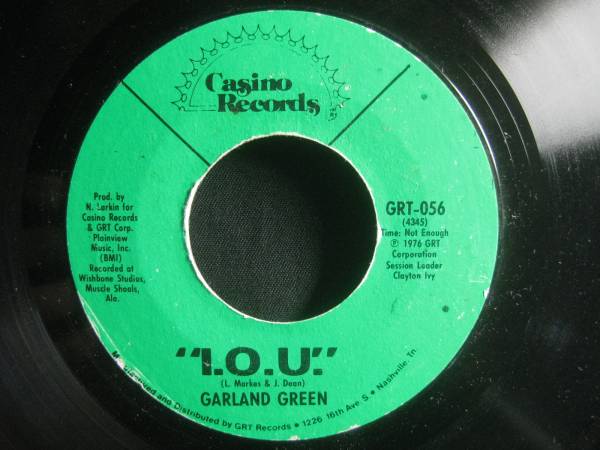 Casino
Records
Prod. by
N. Larkin for
Casino Records
& GRT Corp.
Plainview
Music, Inc.
(BMI)
Recorded at
Wishbone Studios,
Muscle Shoals,
Ala.
GRT-056
(4345)
Time: Not Enough
℗ 1976 GRT
Corporation
Session Leader
Clayton Ivy
"I.O.U."
(L. Markes & J. Dean)
GARLAND GREEN
and Distributed by GRT Records • 1226 16th Ave. S. • Nashville, Tn.